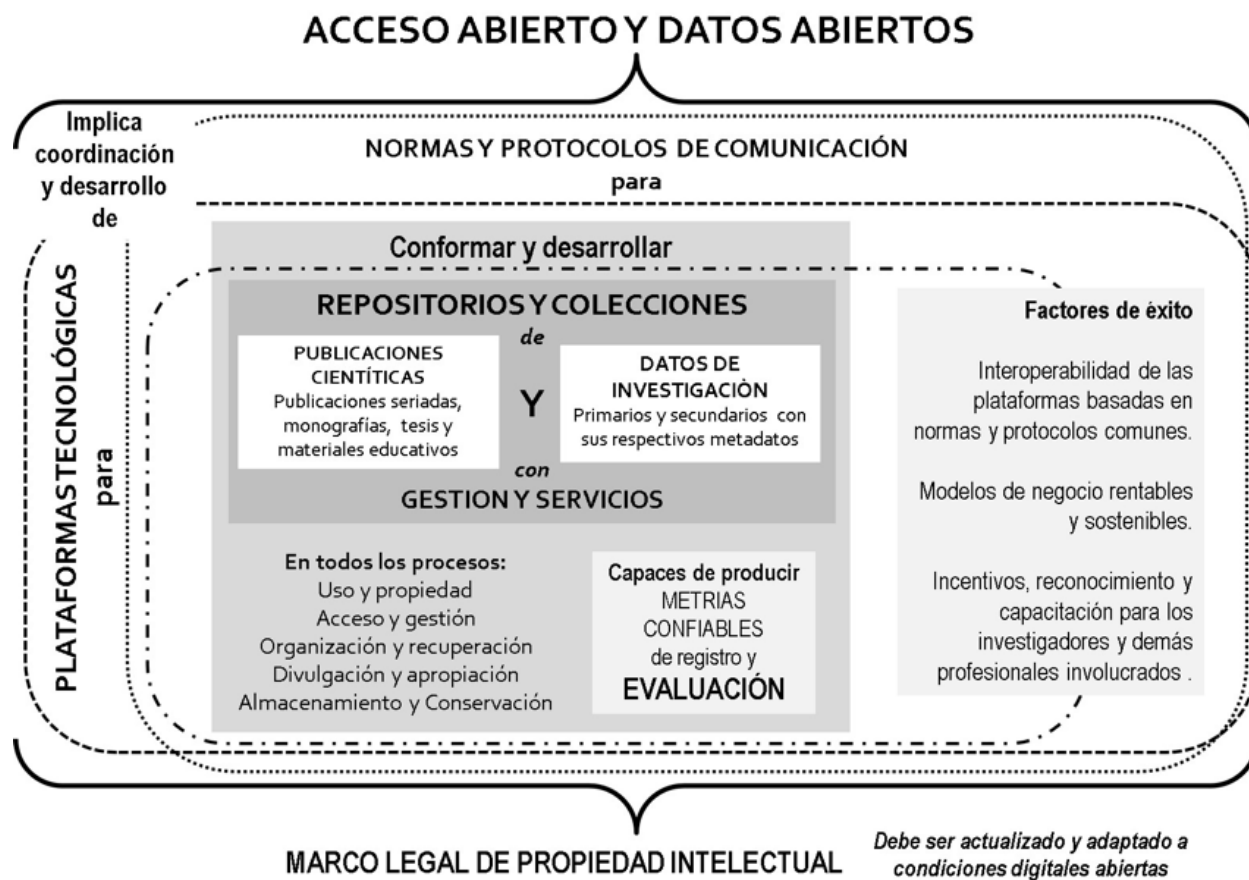 ACCESO ABIERTO Y DATOS ABIERTOS
Implica
coordinación
y desarrollo
de
NORMAS Y PROTOCOLOS DE COMUNICACIÓN
para
PLATAFORMAS TECNOLÓGICAS
para
Conformar y desarrollar
REPOSITORIOS Y COLECCIONES
de
PUBLICACIONES
CIENTÍFICAS
Publicaciones seriadas,
monografías, tesis y
materiales educativos
Y
DATOS DE
INVESTIGACIÒN
Primarios y secundarios con
sus respectivos metadatos
con
GESTION Y SERVICIOS
En todos los procesos:
Uso y propiedad
Acceso y gestión
Organización y recuperación
Divulgación y apropiación
Almacenamiento y Conservación
Capaces de producir
METRIAS
CONFIABLES
de registro y
EVALUACIÓN
Factores de éxito
Interoperabilidad de las
plataformas basadas en
normas y protocolos comunes.
Modelos de negocio rentables
y sostenibles.
Incentivos, reconocimiento y
capacitación para los
investigadores y demás
profesionales involucrados .
MARCO LEGAL DE PROPIEDAD INTELECTUAL
Debe ser actualizado y adaptado a
condiciones digitales abiertas